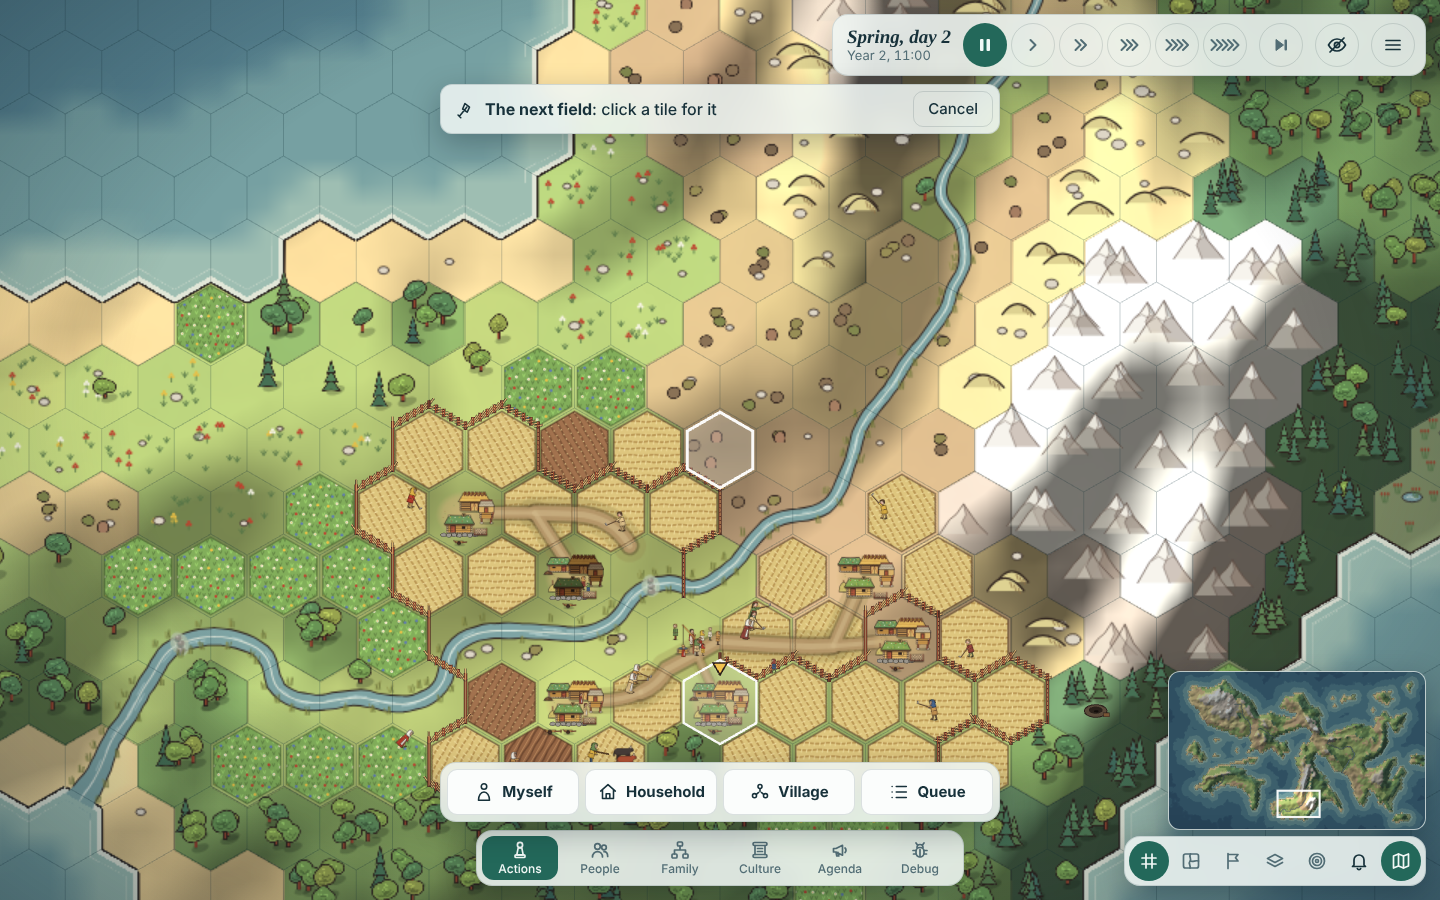 Spring, day 2
Year 2, 11:00
The next field: click a tile for it
Cancel
Myself
Household
Village
Queue
Actions
People
Family
Culture
Agenda
Debug